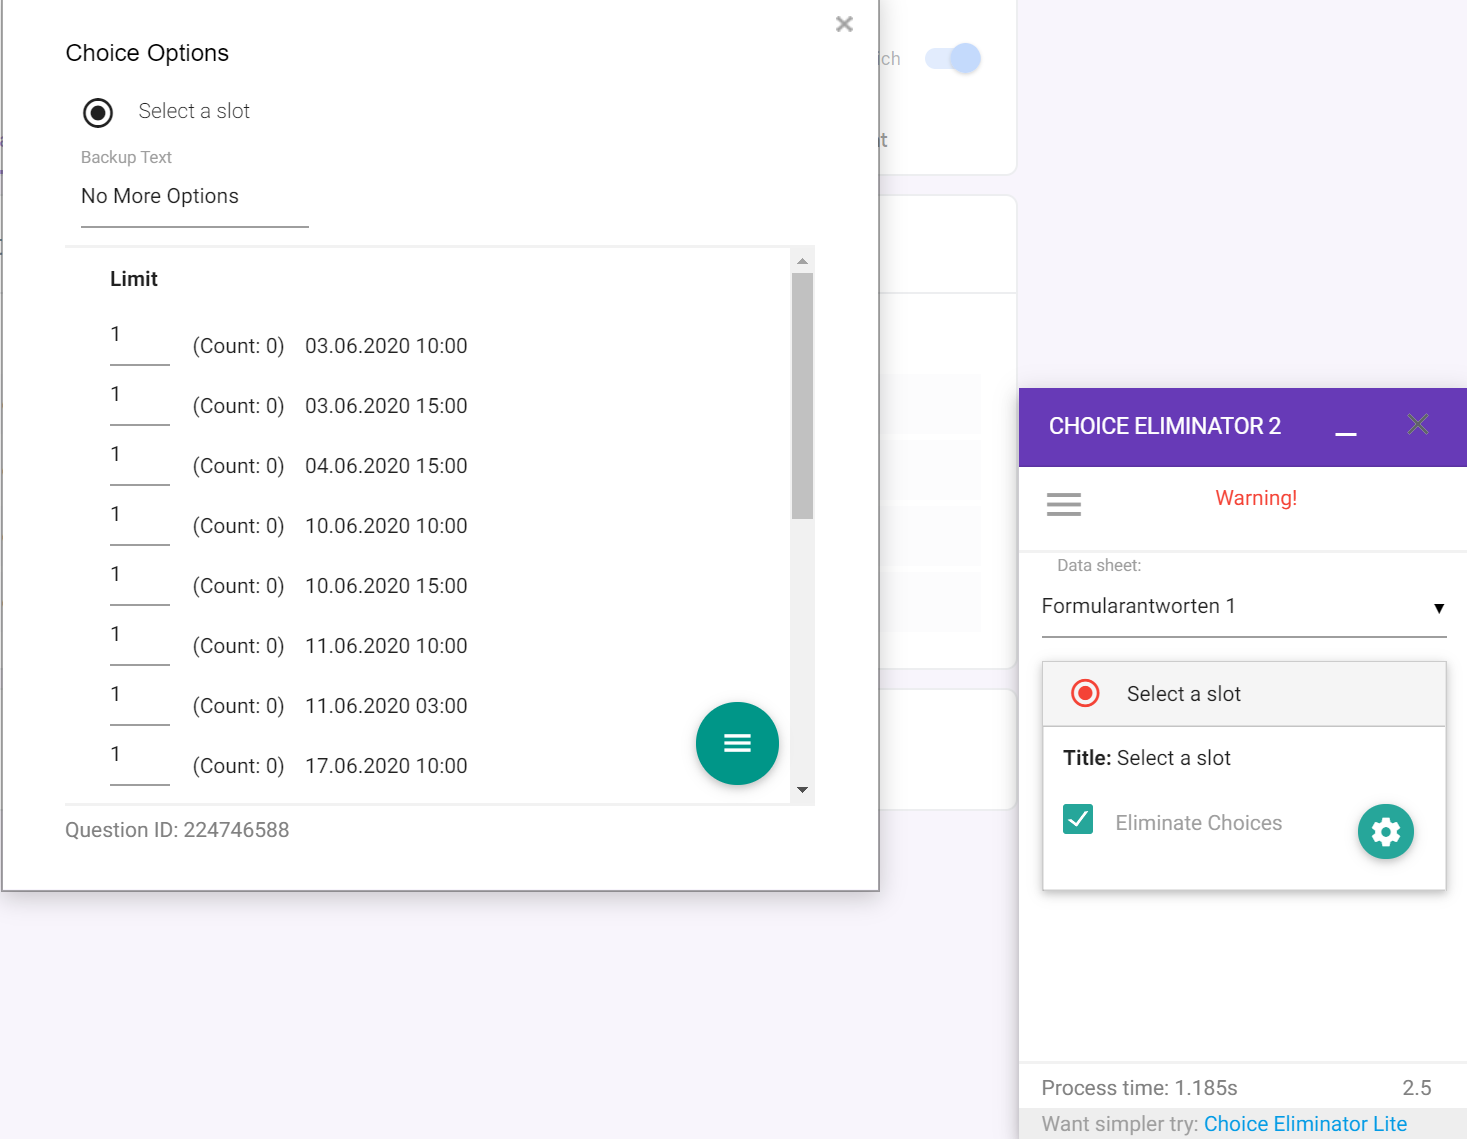 Choice Options
Select a slot
Backup Text
No More Options
Limit
1 (Count: 0) 03.06.2020 10:00
1 (Count: 0) 03.06.2020 15:00
1 (Count: 0) 04.06.2020 15:00
1 (Count: 0) 10.06.2020 10:00
1 (Count: 0) 10.06.2020 15:00
1 (Count: 0) 11.06.2020 10:00
1 (Count: 0) 11.06.2020 03:00
1 (Count: 0) 17.06.2020 10:00
Question ID: 224746588
ich
CHOICE ELIMINATOR 2
Warning!
Data sheet:
Formularantworten 1
Select a slot
Title: Select a slot
Eliminate Choices
Process time: 1.185s 2.5
Want simpler try: Choice Eliminator Lite